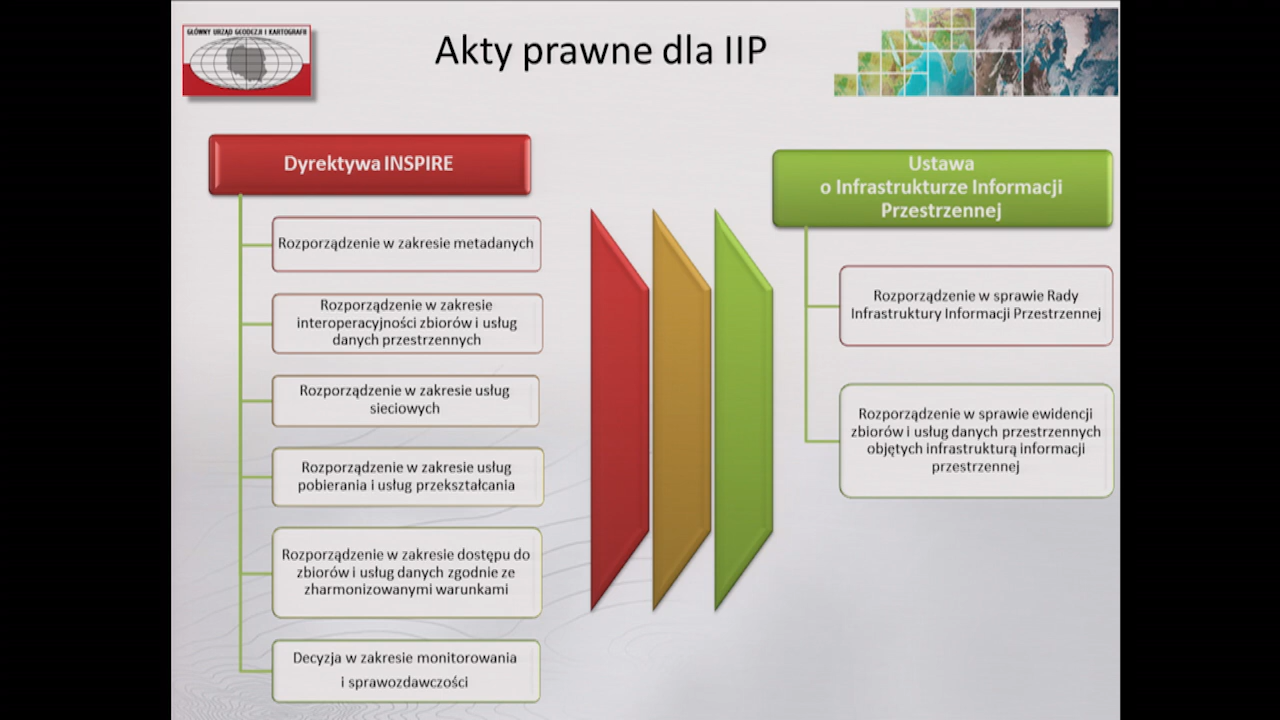 GŁÓWNY URZĄD GEODEZJI I KARTOGRAFII
Akty prawne dla IIP
Dyrektywa INSPIRE
Rozporządzenie w zakresie metadanych
Rozporządzenie w zakresie
interoperacyjności zbiorów i usług
danych przestrzennych
Rozporządzenie w zakresie usług
sieciowych
Rozporządzenie w zakresie usług
pobierania i usług przekształcania
Rozporządzenie w zakresie dostępu do
zbiorów i usług danych zgodnie ze
zharmonizowanymi warunkami
Decyzja w zakresie monitorowania
i sprawozdawczości
Ustawa
o Infrastrukturze Informacji
Przestrzennej
Rozporządzenie w sprawie Rady
Infrastruktury Informacji Przestrzennej
Rozporządzenie w sprawie ewidencji
zbiorów i usług danych przestrzennych
objętych infrastrukturą informacji
przestrzennej